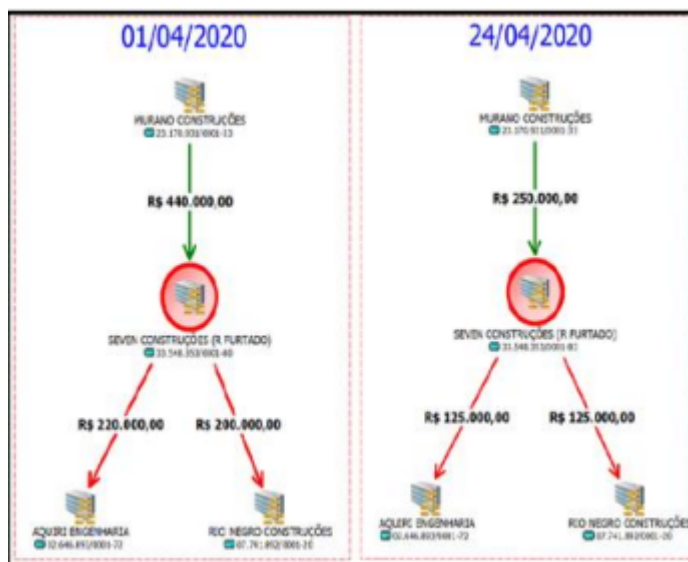 01/04/2020
MURANO CONSTRUÇÕES
R$ 440.000,00
SEVEN CONSTRUÇÕES (R FURTADO)
R$ 220.000,00
R$ 200.000,00
AQUIRI ENGENHARIA
RIO NEGRO CONSTRUÇÕES
24/04/2020
MURANO CONSTRUÇÕES
R$ 250.000,00
SEVEN CONSTRUÇÕES (R FURTADO)
R$ 125.000,00
R$ 125.000,00
AQUIRI ENGENHARIA
RIO NEGRO CONSTRUÇÕES